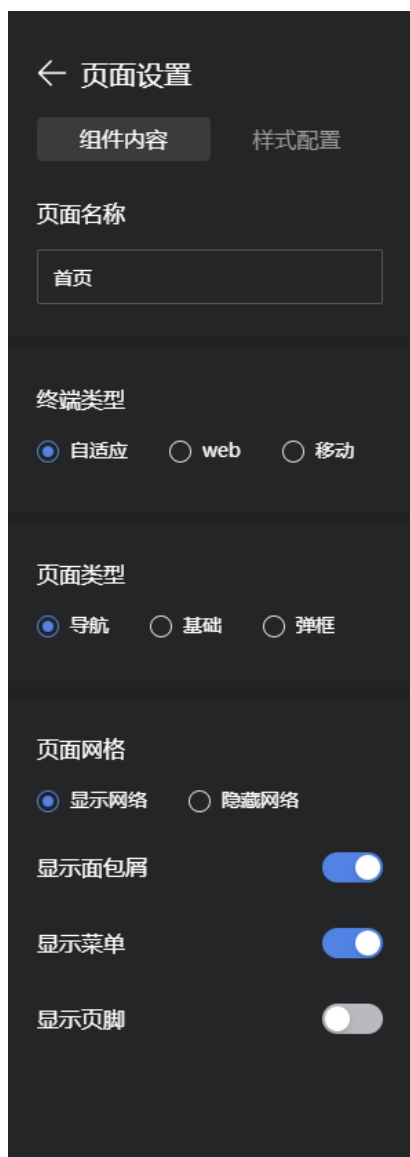 页面设置
组件内容 样式配置
页面名称
首页
终端类型
自适应 web 移动
页面类型
导航 基础 弹框
页面网格
显示网络 隐藏网络
显示面包屑
显示菜单
显示页脚